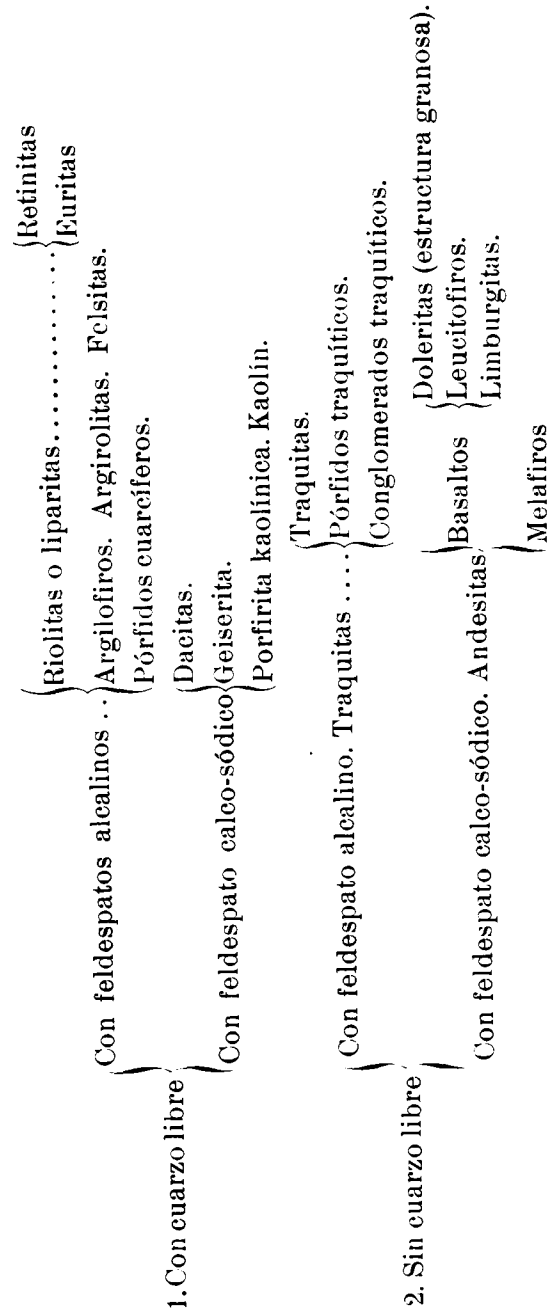 1. Con cuarzo libre
Con feldespatos alcalinos ..
Riolitas o liparitas..............
Retinitas
Euritas
Argilofiros. Argirolitas. Felsitas.
Pórfidos cuarcíferos.
Con feldespato calco-sódico
Dacitas.
Geiserita.
Porfirita kaolínica. Kaolín.
2. Sin cuarzo libre
Con feldespato alcalino. Traquitas ....
Traquitas.
Pórfidos traquíticos.
Conglomerados traquíticos.
Con feldespato calco-sódico. Andesitas
Basaltos
Doleritas (estructura granosa).
Leucitofiros.
Limburgitas.
Melafiros